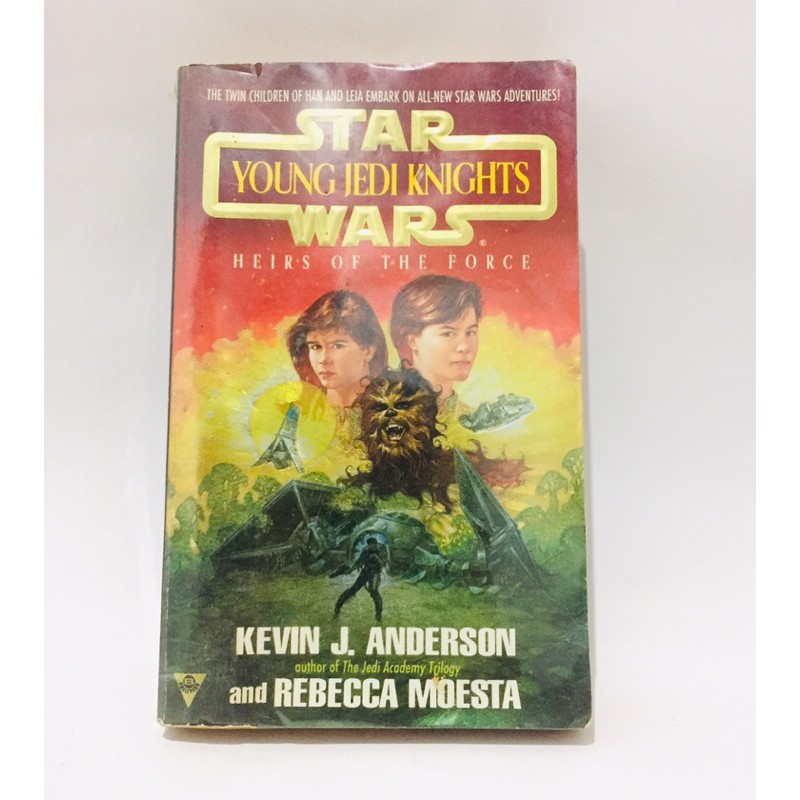 THE TWIN CHILDREN OF HAN AND LEIA EMBARK ON ALL-NEW STAR WARS ADVENTURES!
STAR
YOUNG JEDI KNIGHTS
WARS®
HEIRS OF THE FORCE
KEVIN J. ANDERSON
author of The Jedi Academy Trilogy
and REBECCA MOESTA